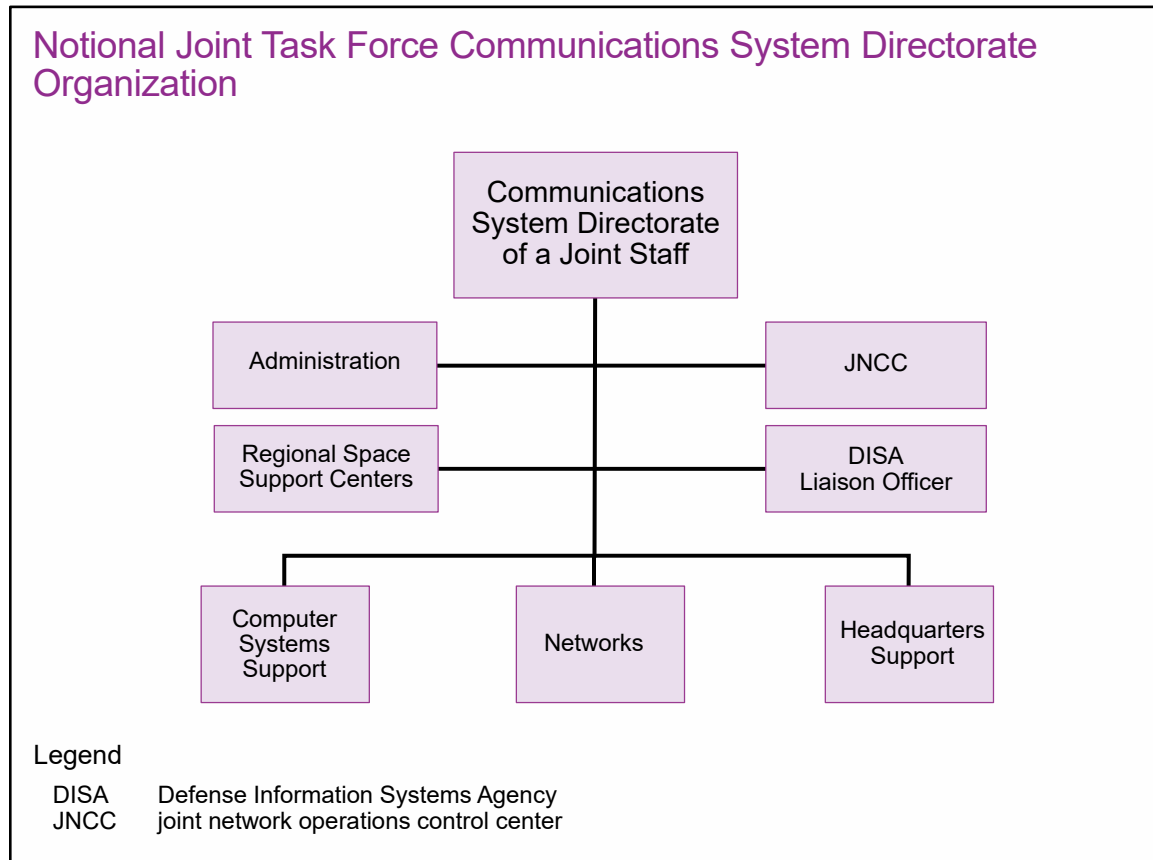 Notional Joint Task Force Communications System Directorate
Organization
Communications
System Directorate
of a Joint Staff
Administration
JNCC
Regional Space
Support Centers
DISA
Liaison Officer
Computer
Systems
Support
Networks
Headquarters
Support
Legend
DISA Defense Information Systems Agency
JNCC joint network operations control center